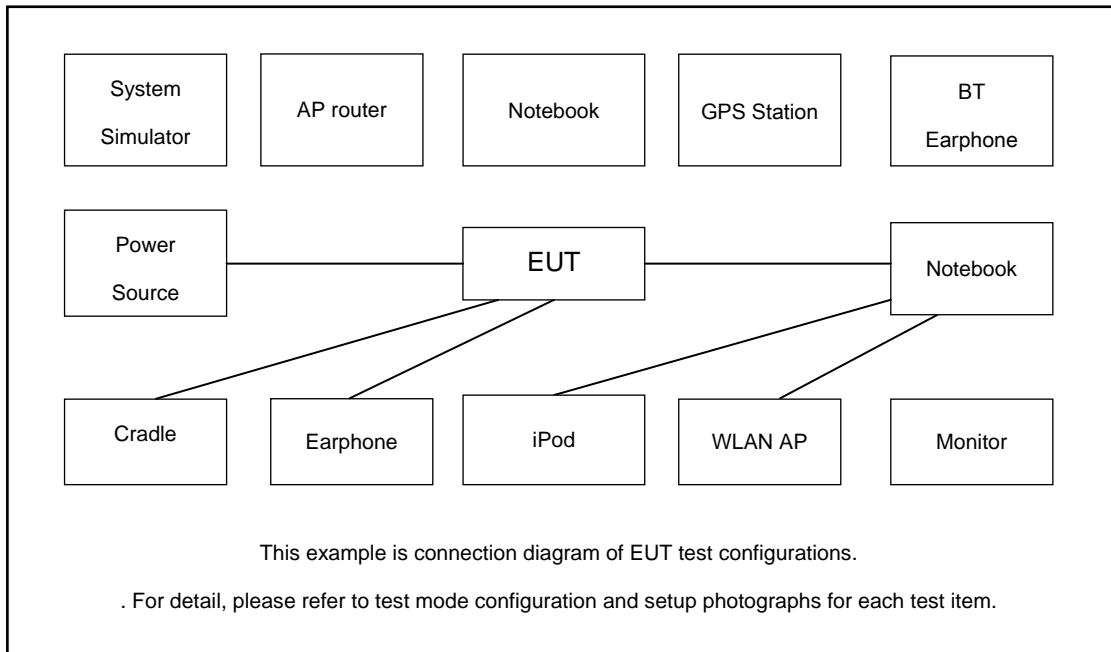 System
Simulator
AP router
Notebook
GPS Station
BT
Earphone
Power
Source
EUT
Notebook
Cradle
Earphone
iPod
WLAN AP
Monitor
This example is connection diagram of EUT test configurations.
. For detail, please refer to test mode configuration and setup photographs for each test item.